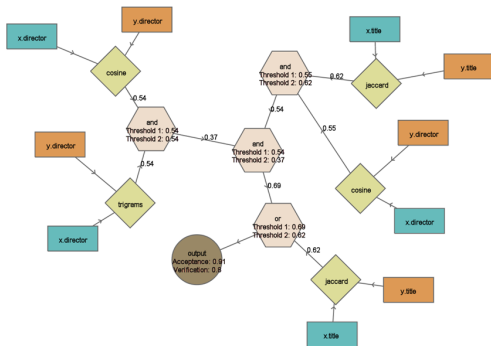 y.director
x.director
x.title
cosine
y.title
and
Threshold 1: 0.55
Threshold 2: 0.62
0.62
jaccard
0.54
and
Threshold 1: 0.54
Threshold 2: 0.54
0.54
0.55
0.37
and
Threshold 1: 0.54
Threshold 2: 0.37
y.director
y.director
0.54
0.69
cosine
trigrams
x.director
x.director
or
Threshold 1: 0.69
Threshold 2: 0.62
output
Acceptance: 0.91
Verification: 0.8
0.62
jaccard
y.title
x.title